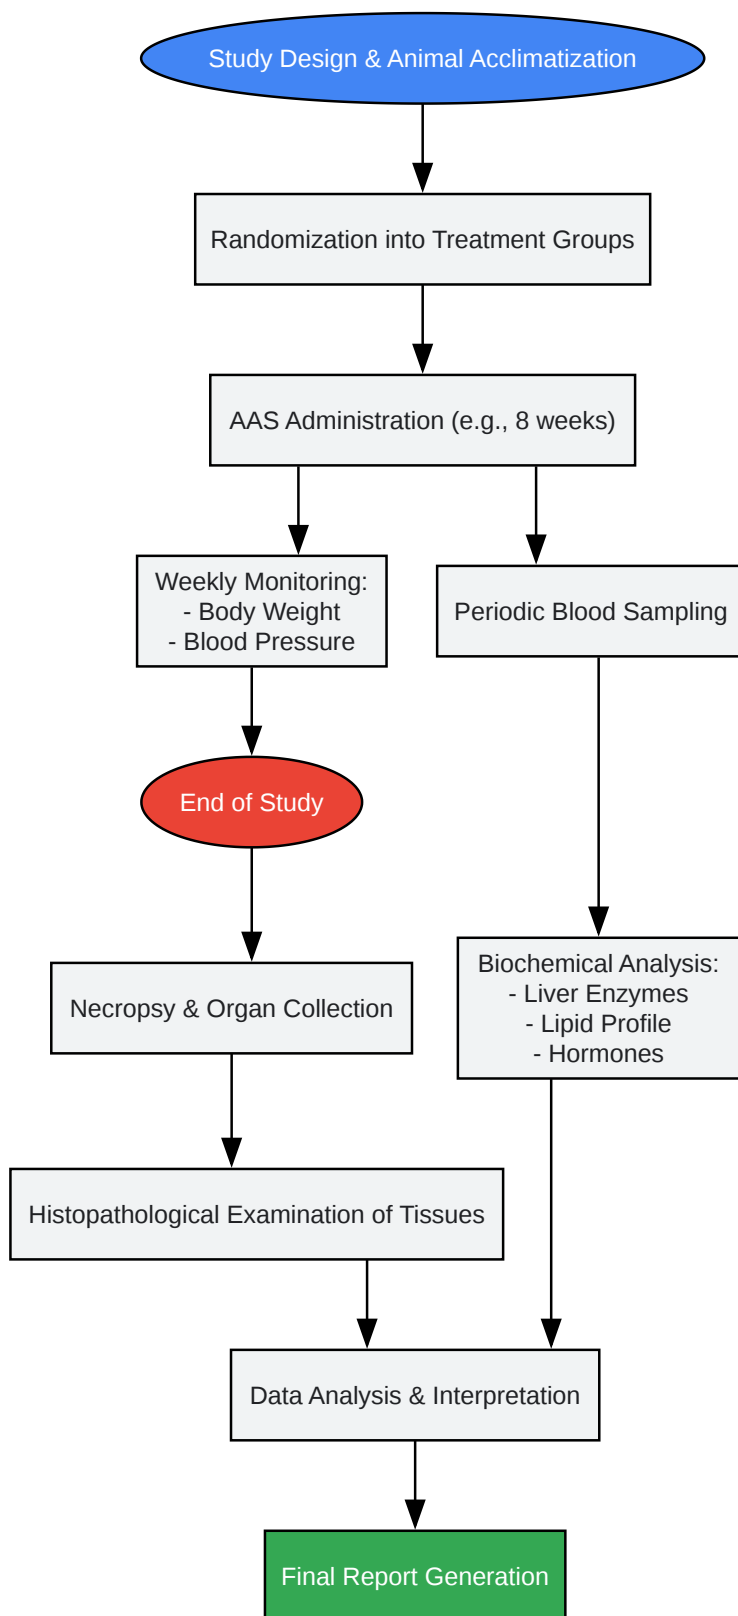 Study Design & Animal Acclimatization
Randomization into Treatment Groups
AAS Administration (e.g., 8 weeks)
Weekly Monitoring:
- Body Weight
- Blood Pressure
Periodic Blood Sampling
End of Study
Biochemical Analysis:
- Liver Enzymes
- Lipid Profile
- Hormones
Necropsy & Organ Collection
Histopathological Examination of Tissues
Data Analysis & Interpretation
Final Report Generation